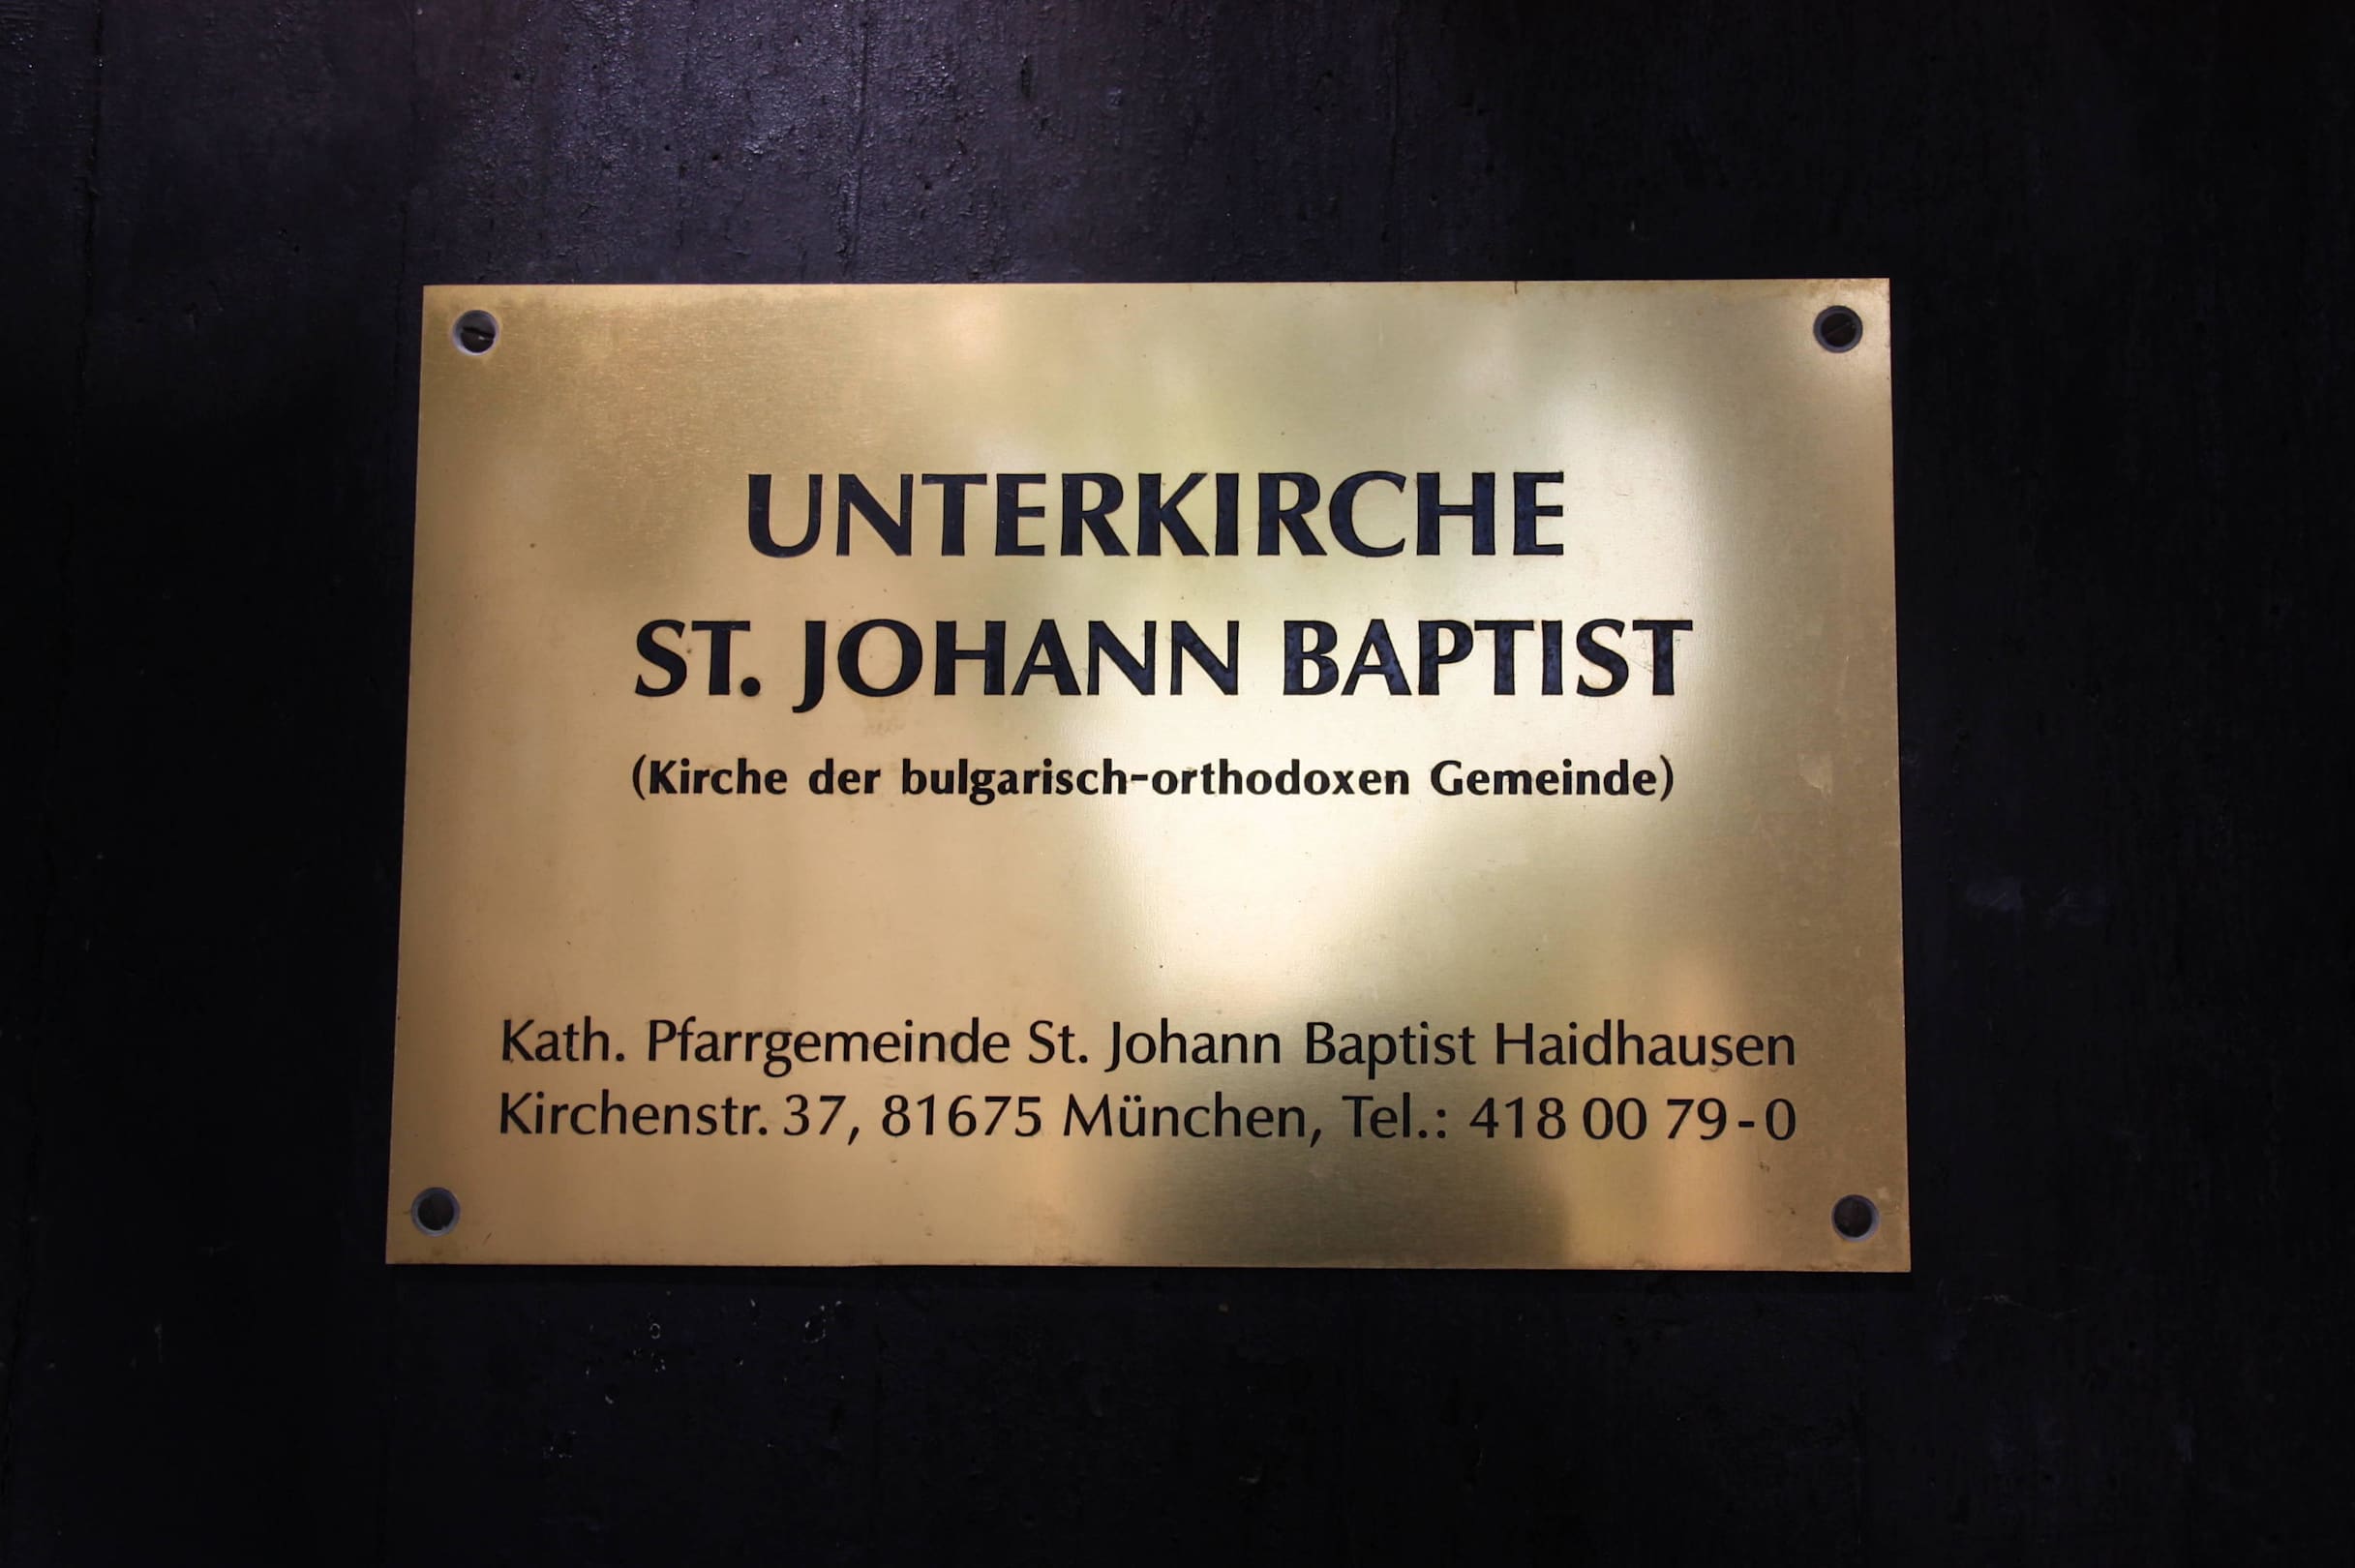 UNTERKIRCHE
ST. JOHANN BAPTIST
(Kirche der bulgarisch-orthodoxen Gemeinde)
Kath. Pfarrgemeinde St. Johann Baptist Haidhausen
Kirchenstr. 37, 81675 München, Tel.: 418 00 79-0